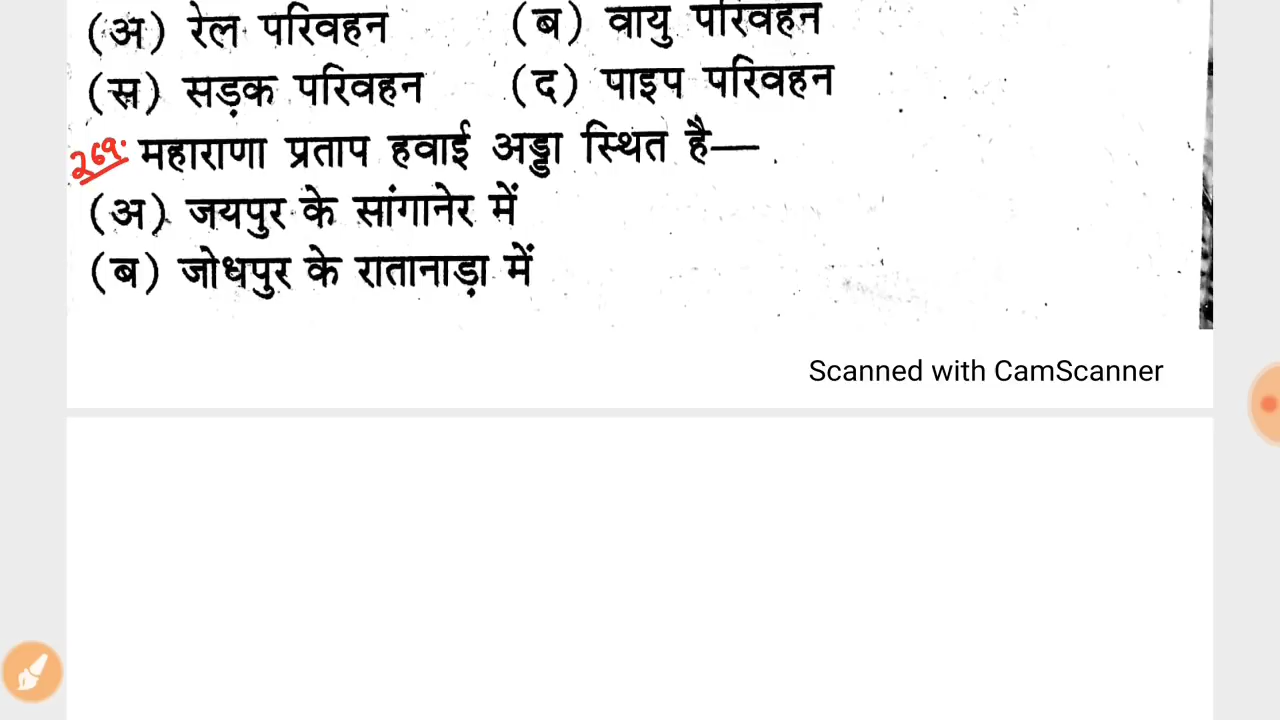 (अ) रेल परिवहन (ब) वायु परिवहन
(स) सड़क परिवहन (द) पाइप परिवहन
269. महाराणा प्रताप हवाई अड्डा स्थित है—
(अ) जयपुर के सांगानेर में
(ब) जोधपुर के रातानाड़ा में
Scanned with CamScanner